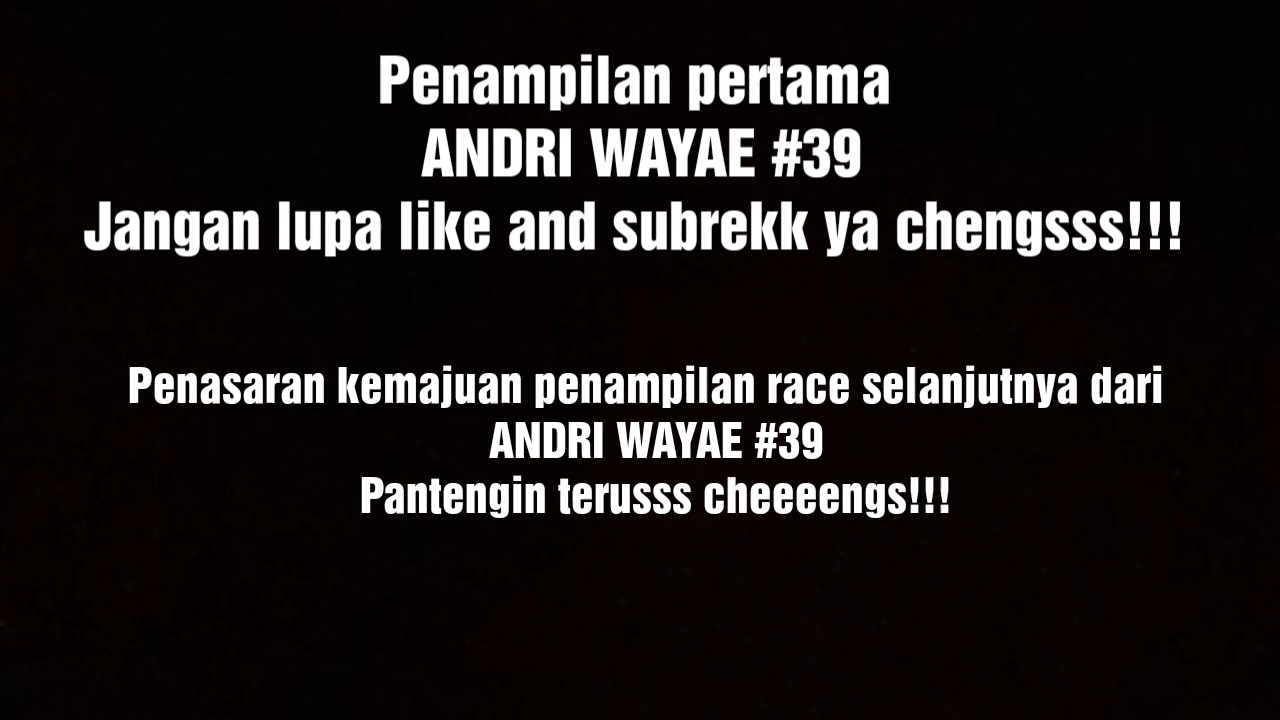 Penampilan pertama
ANDRI WAYAE #39
Jangan lupa like and subrekk ya chengsss!!!
Penasaran kemajuan penampilan race selanjutnya dari
ANDRI WAYAE #39
Pantengin terusss cheeeengs!!!